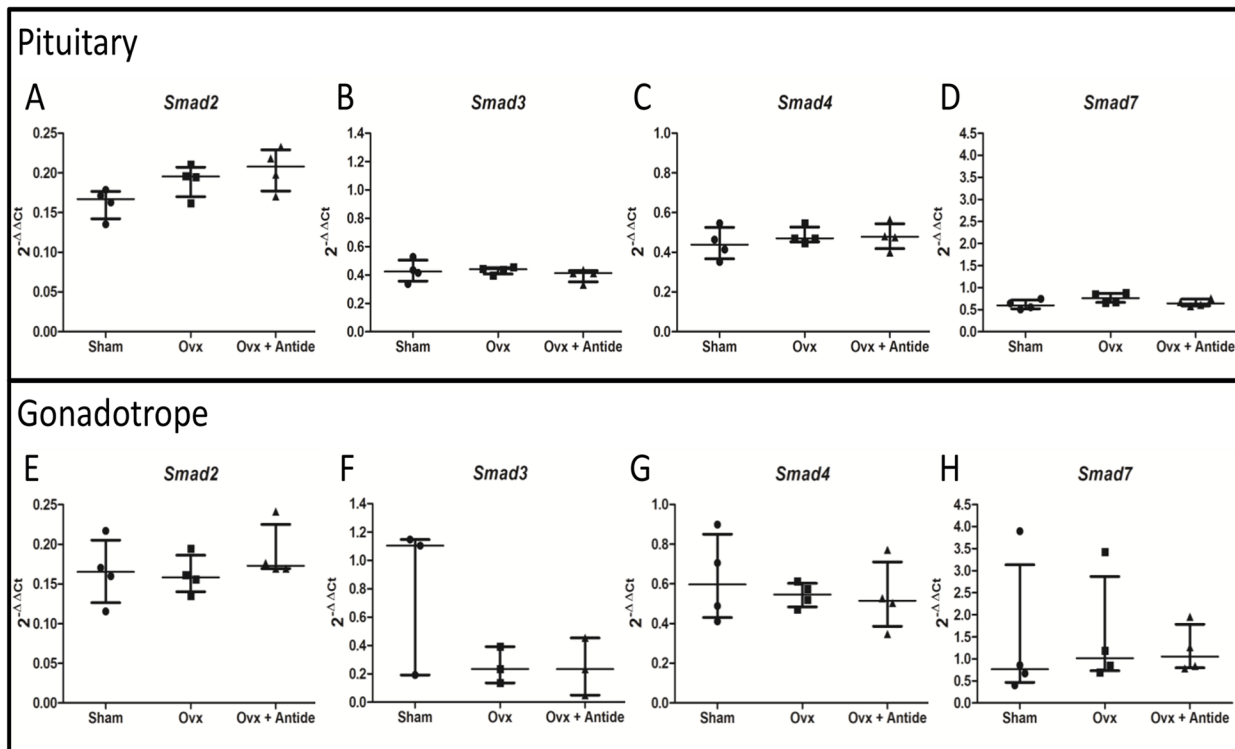 Pituitary
A Smad2
0.25
0.20
0.15
0.10
0.05
0.00
2^-ΔΔCt
Sham Ovx Ovx + Antide
B Smad3
1.4
1.2
1.0
0.8
0.6
0.4
0.2
0.0
2^-ΔΔCt
Sham Ovx Ovx + Antide
C Smad4
1.0
0.8
0.6
0.4
0.2
0.0
2^-ΔΔCt
Sham Ovx Ovx + Antide
D Smad7
4.5
4.0
3.5
3.0
2.5
2.0
1.5
1.0
0.5
0.0
2^-ΔΔCt
Sham Ovx Ovx + Antide
Gonadotrope
E Smad2
0.25
0.20
0.15
0.10
0.05
0.00
2^-ΔΔCt
Sham Ovx Ovx + Antide
F Smad3
1.4
1.2
1.0
0.8
0.6
0.4
0.2
0.0
2^-ΔΔCt
Sham Ovx Ovx + Antide
G Smad4
1.0
0.8
0.6
0.4
0.2
0.0
2^-ΔΔCt
Sham Ovx Ovx + Antide
H Smad7
4.5
4.0
3.5
3.0
2.5
2.0
1.5
1.0
0.5
0.0
2^-ΔΔCt
Sham Ovx Ovx + Antide